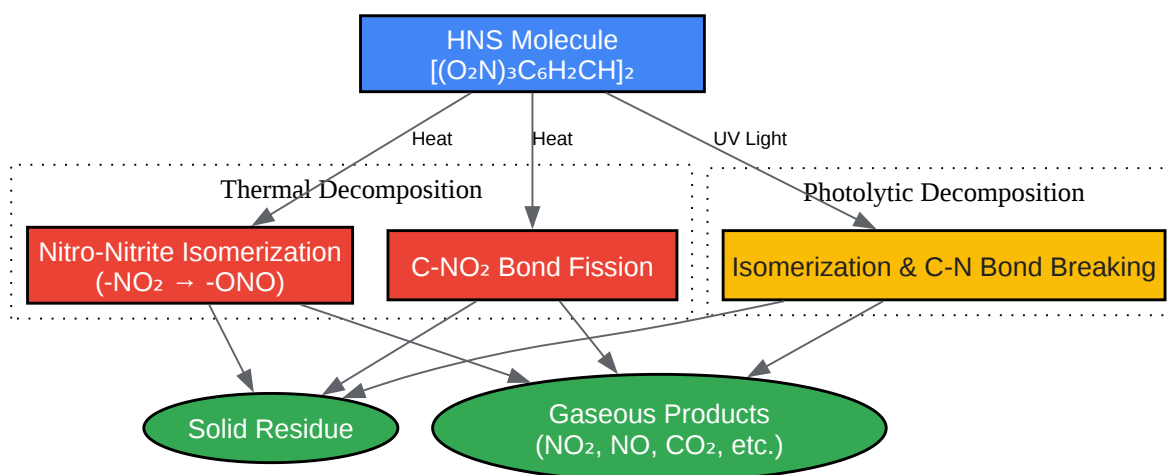 HNS Molecule
[(O₂N)₃C₆H₂CH]₂
Heat
Heat
UV Light
Thermal Decomposition
Photolytic Decomposition
Nitro-Nitrite Isomerization
(-NO₂ → -ONO)
C-NO₂ Bond Fission
Isomerization & C-N Bond Breaking
Solid Residue
Gaseous Products
(NO₂, NO, CO₂, etc.)